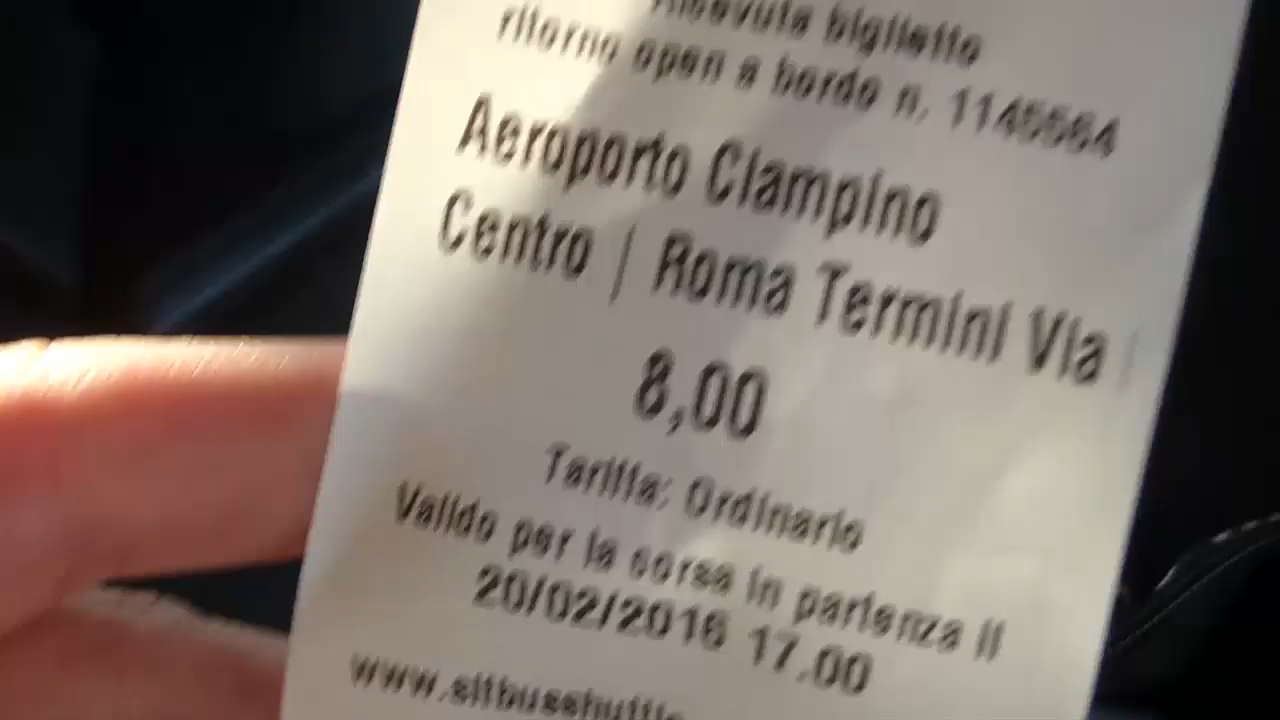 biglietto
ritorno open a bordo n.
Aeroporto Ciampino
Centro | Roma Termini Via
8,00
Tariffa: Ordinario
Valido per la corsa in partenza il
20/02/2016 17.00